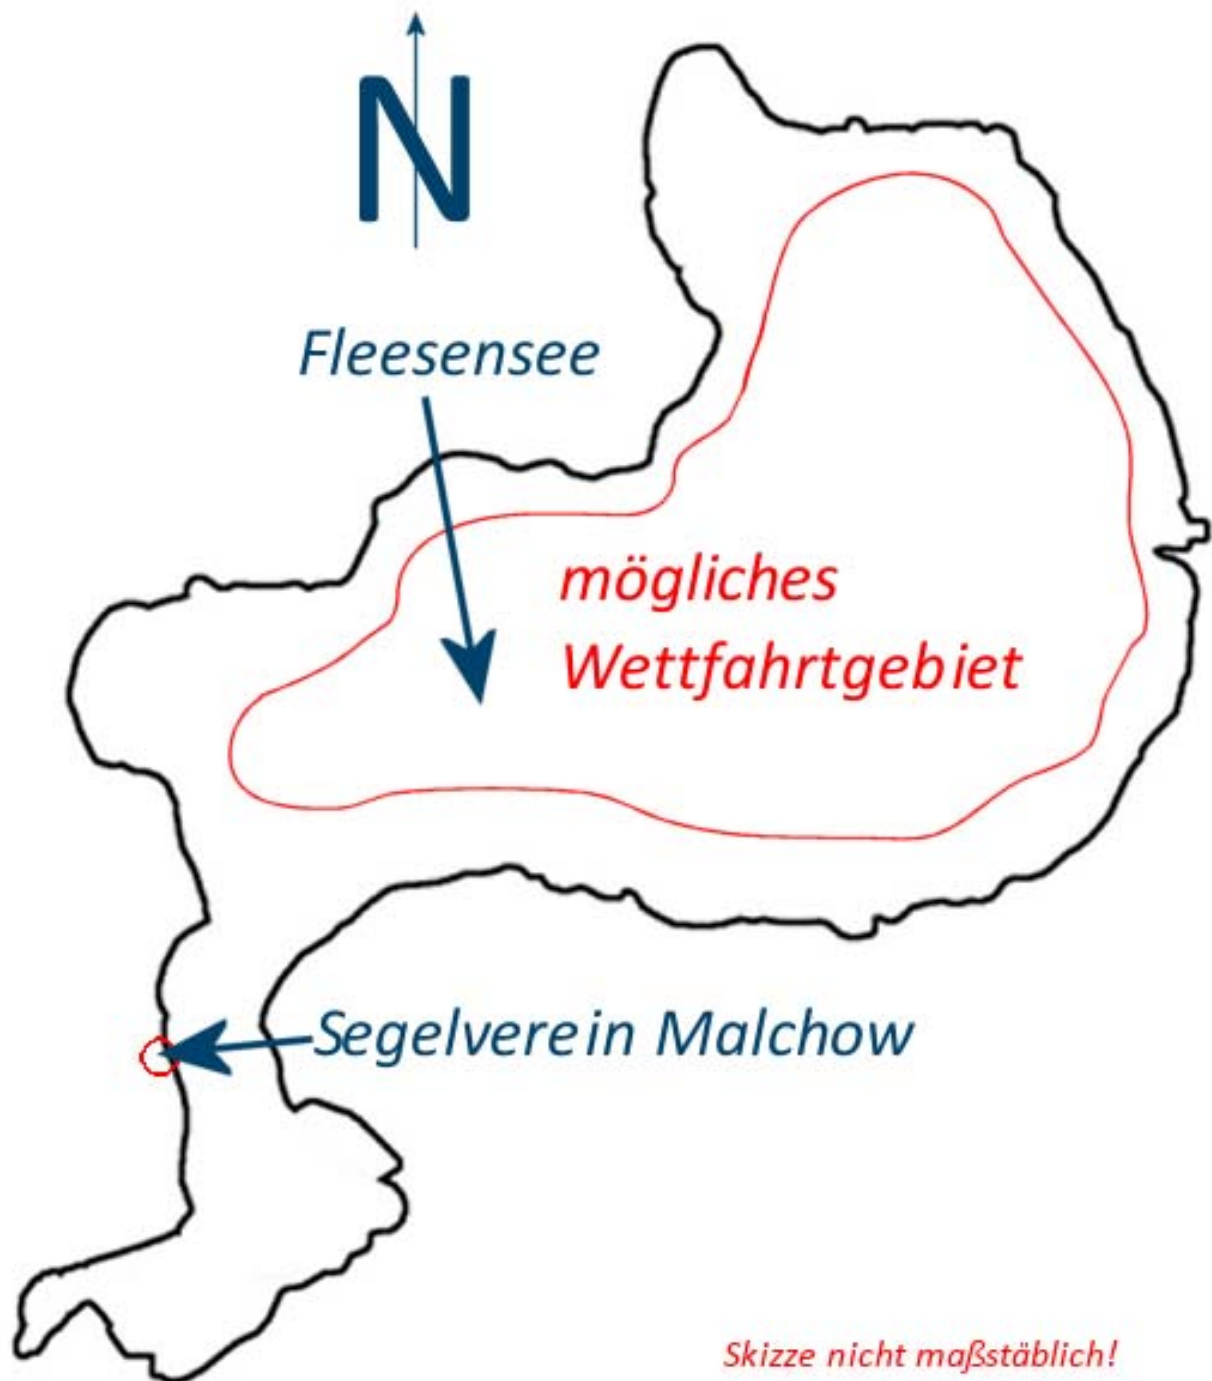 N
Fleesensee
mögliches
Wettfahrtgebiet
Segelverein Malchow
Skizze nicht maßstäblich!